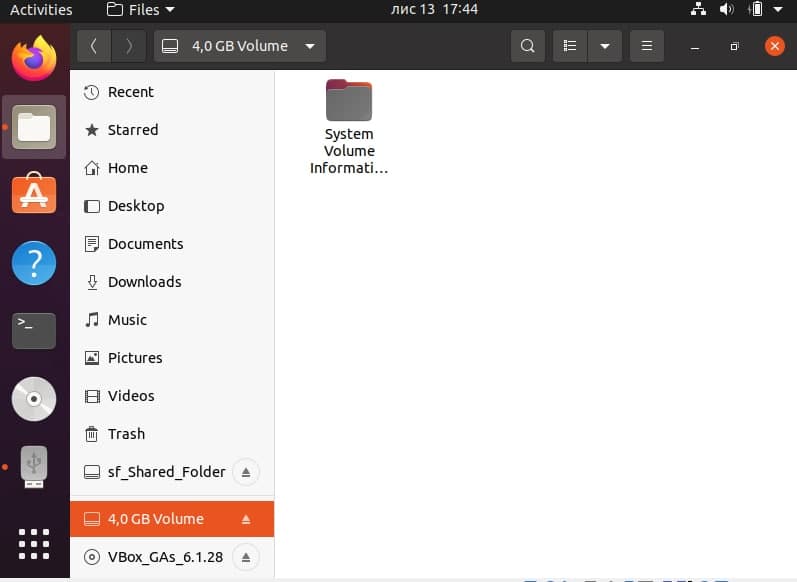 Activities
Files
лис 13 17:44
4,0 GB Volume
Recent
Starred
Home
Desktop
Documents
Downloads
Music
Pictures
Videos
Trash
sf_Shared_Folder
4,0 GB Volume
VBox_GAs_6.1.28
System
Volume
Informati…
>_
?